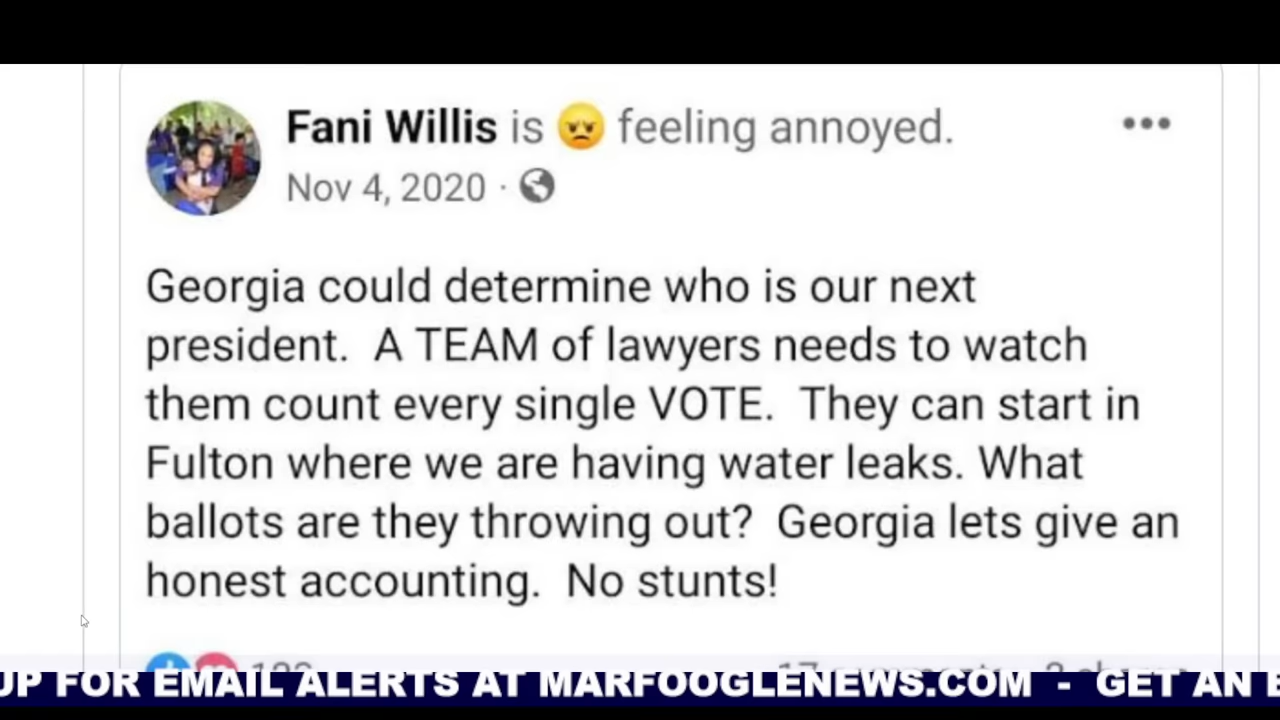 Fani Willis is 😠 feeling annoyed.
Nov 4, 2020 ·
Georgia could determine who is our next
president. A TEAM of lawyers needs to watch
them count every single VOTE. They can start in
Fulton where we are having water leaks. What
ballots are they throwing out? Georgia lets give an
honest accounting. No stunts!
UP FOR EMAIL ALERTS AT MARFOOGLENEWS.COM - GET AN